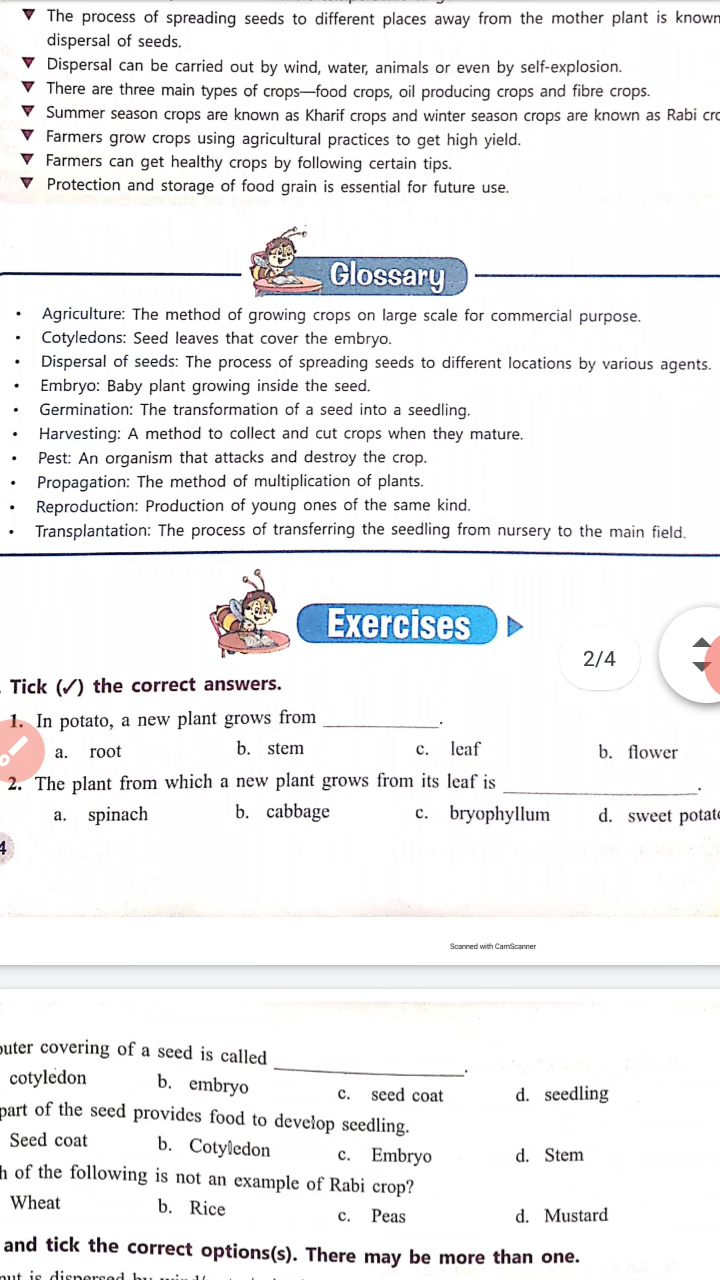 ▼ The process of spreading seeds to different places away from the mother plant is known
dispersal of seeds.
▼ Dispersal can be carried out by wind, water, animals or even by self-explosion.
▼ There are three main types of crops—food crops, oil producing crops and fibre crops.
▼ Summer season crops are known as Kharif crops and winter season crops are known as Rabi cro
▼ Farmers grow crops using agricultural practices to get high yield.
▼ Farmers can get healthy crops by following certain tips.
▼ Protection and storage of food grain is essential for future use.
Glossary
• Agriculture: The method of growing crops on large scale for commercial purpose.
• Cotyledons: Seed leaves that cover the embryo.
• Dispersal of seeds: The process of spreading seeds to different locations by various agents.
• Embryo: Baby plant growing inside the seed.
• Germination: The transformation of a seed into a seedling.
• Harvesting: A method to collect and cut crops when they mature.
• Pest: An organism that attacks and destroy the crop.
• Propagation: The method of multiplication of plants.
• Reproduction: Production of young ones of the same kind.
• Transplantation: The process of transferring the seedling from nursery to the main field.
Exercises
2/4
Tick (✓) the correct answers.
1. In potato, a new plant grows from ____________.
a. root b. stem c. leaf b. flower
2. The plant from which a new plant grows from its leaf is ____________________.
a. spinach b. cabbage c. bryophyllum d. sweet potato
4
Scanned with CamScanner
outer covering of a seed is called ____________________.
cotyledon b. embryo c. seed coat d. seedling
part of the seed provides food to develop seedling.
Seed coat b. Cotyledon c. Embryo d. Stem
h of the following is not an example of Rabi crop?
Wheat b. Rice c. Peas d. Mustard
and tick the correct options(s). There may be more than one.